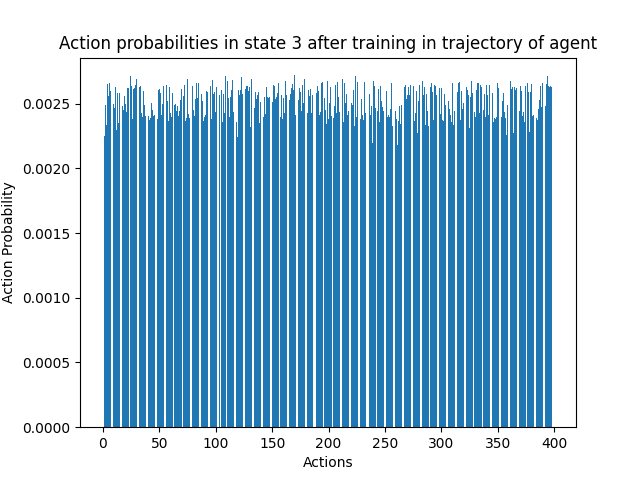 Action probabilities in state 3 after training in trajectory of agent
0.0025
0.0020
0.0015
0.0010
0.0005
0.0000
Action Probability
0 50 100 150 200 250 300 350 400
Actions